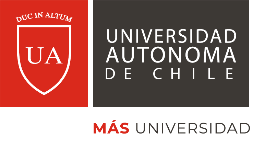 DUC IN ALTUM
UA
UNIVERSIDAD
AUTONOMA
DE CHILE
MÁS UNIVERSIDAD